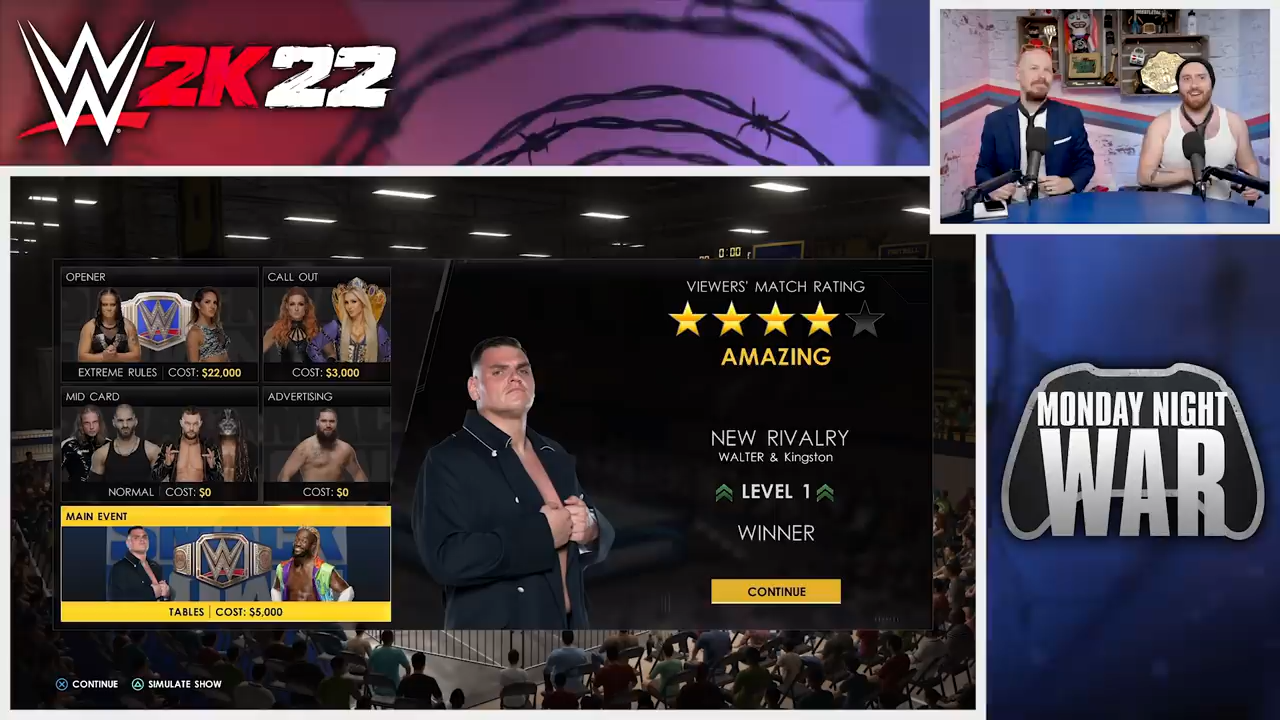 W 2K22
OPENER
EXTREME RULES | COST: $22,000
CALL OUT
COST: $3,000
MID CARD
NORMAL | COST: $0
ADVERTISING
COST: $0
MAIN EVENT
TABLES | COST: $5,000
0:00
VIEWERS' MATCH RATING
AMAZING
NEW RIVALRY
WALTER & Kingston
LEVEL 1
WINNER
CONTINUE
CONTINUE
SIMULATE SHOW
MONDAY NIGHT
WAR